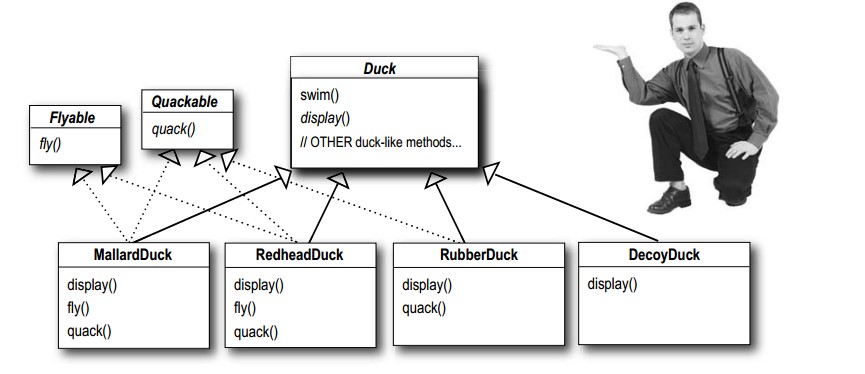 Flyable
fly()
Quackable
quack()
Duck
swim()
display()
// OTHER duck-like methods...
MallardDuck
display()
fly()
quack()
RedheadDuck
display()
fly()
quack()
RubberDuck
display()
quack()
DecoyDuck
display()